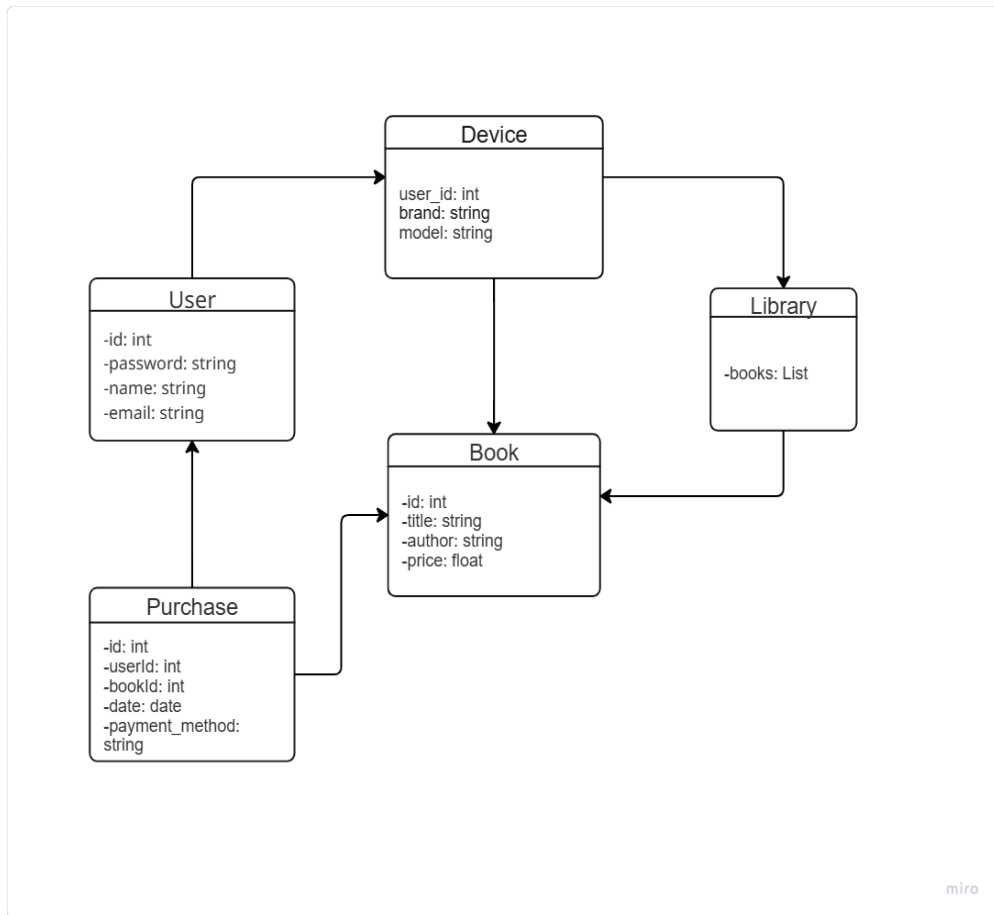 Device
user_id: int
brand: string
model: string
User
-id: int
-password: string
-name: string
-email: string
Library
-books: List
Book
-id: int
-title: string
-author: string
-price: float
Purchase
-id: int
-userId: int
-bookId: int
-date: date
-payment_method:
string
miro